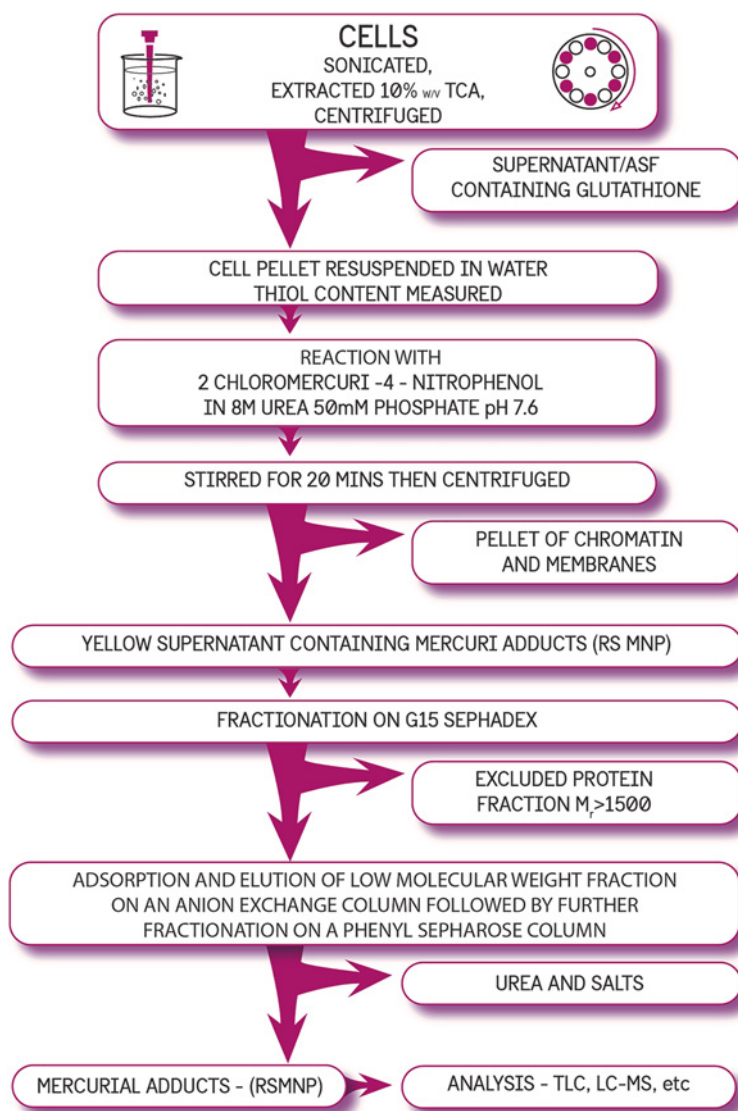 CELLS
SONICATED,
EXTRACTED 10% w/v TCA,
CENTRIFUGED
SUPERNATANT/ASF
CONTAINING GLUTATHIONE
CELL PELLET RESUSPENDED IN WATER
THIOL CONTENT MEASURED
REACTION WITH
2 CHLOROMERCURI -4 - NITROPHENOL
IN 8M UREA 50mM PHOSPHATE pH 7.6
STIRRED FOR 20 MINS THEN CENTRIFUGED
PELLET OF CHROMATIN
AND MEMBRANES
YELLOW SUPERNATANT CONTAINING MERCURI ADDUCTS (RS MNP)
FRACTIONATION ON G15 SEPHADEX
EXCLUDED PROTEIN
FRACTION Mr>1500
ADSORPTION AND ELUTION OF LOW MOLECULAR WEIGHT FRACTION
ON AN ANION EXCHANGE COLUMN FOLLOWED BY FURTHER
FRACTIONATION ON A PHENYL SEPHAROSE COLUMN
UREA AND SALTS
MERCURIAL ADDUCTS - (RSMNP)
ANALYSIS - TLC, LC-MS, etc